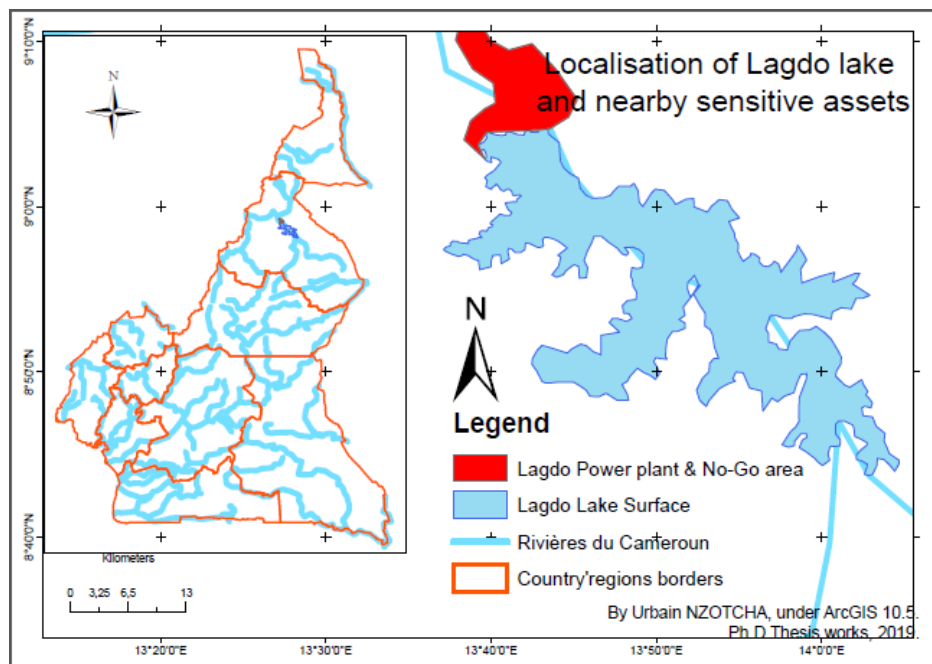 Localisation of Lagdo lake
and nearby sensitive assets
N
N
Legend
Lagdo Power plant & No-Go area
Lagdo Lake Surface
Rivières du Cameroun
Country'regions borders
Kilometers
0 3,25 6,5 13
By Urbain NZOTCHA, under ArcGIS 10.5.
Ph.D.Thesis works, 2019.
9°10'0"N
9°0'0"N
8°50'0"N
8°40'0"N
13°20'0"E 13°30'0"E 13°40'0"E 13°50'0"E 14°0'0"E